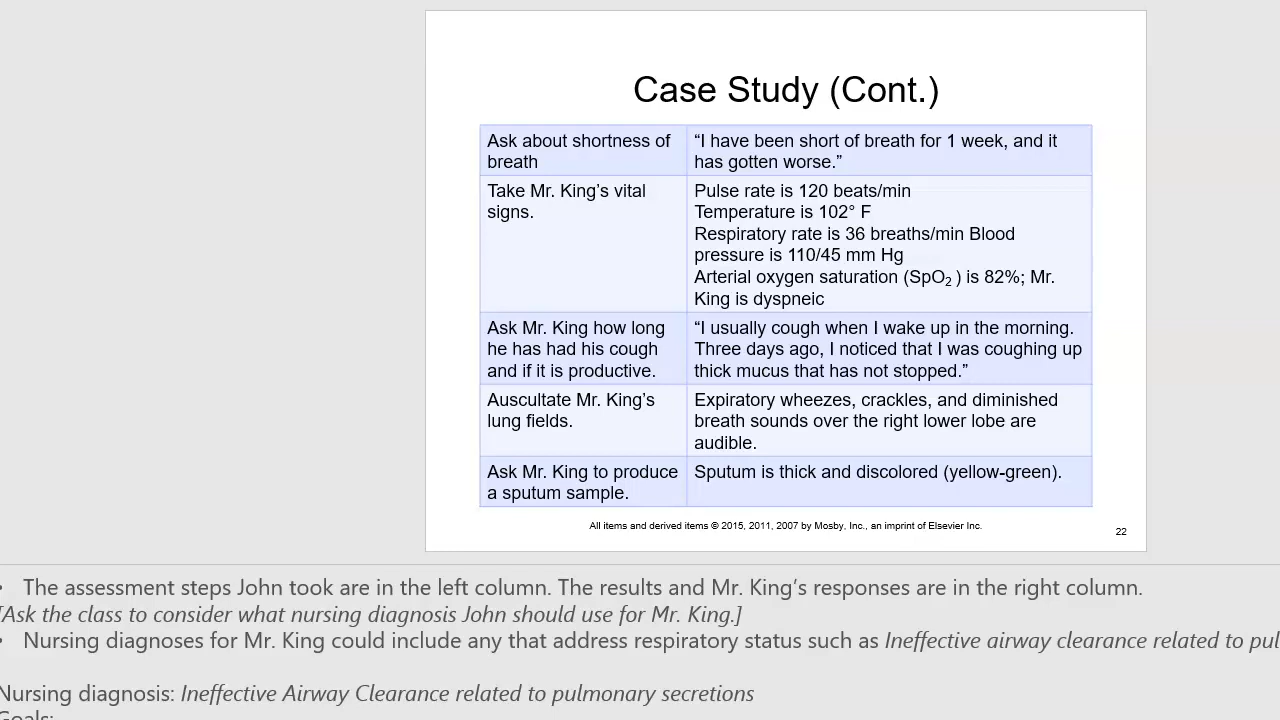 Case Study (Cont.)
Ask about shortness of
breath
“I have been short of breath for 1 week, and it
has gotten worse.”
Take Mr. King’s vital
signs.
Pulse rate is 120 beats/min
Temperature is 102° F
Respiratory rate is 36 breaths/min Blood
pressure is 110/45 mm Hg
Arterial oxygen saturation (SpO2 ) is 82%; Mr.
King is dyspneic
Ask Mr. King how long
he has had his cough
and if it is productive.
“I usually cough when I wake up in the morning.
Three days ago, I noticed that I was coughing up
thick mucus that has not stopped.”
Auscultate Mr. King’s
lung fields.
Expiratory wheezes, crackles, and diminished
breath sounds over the right lower lobe are
audible.
Ask Mr. King to produce
a sputum sample.
Sputum is thick and discolored (yellow-green).
All items and derived items © 2015, 2011, 2007 by Mosby, Inc., an imprint of Elsevier Inc.
22
• The assessment steps John took are in the left column. The results and Mr. King’s responses are in the right column.
[Ask the class to consider what nursing diagnosis John should use for Mr. King.]
• Nursing diagnoses for Mr. King could include any that address respiratory status such as Ineffective airway clearance related to pul
Nursing diagnosis: Ineffective Airway Clearance related to pulmonary secretions
Goals: